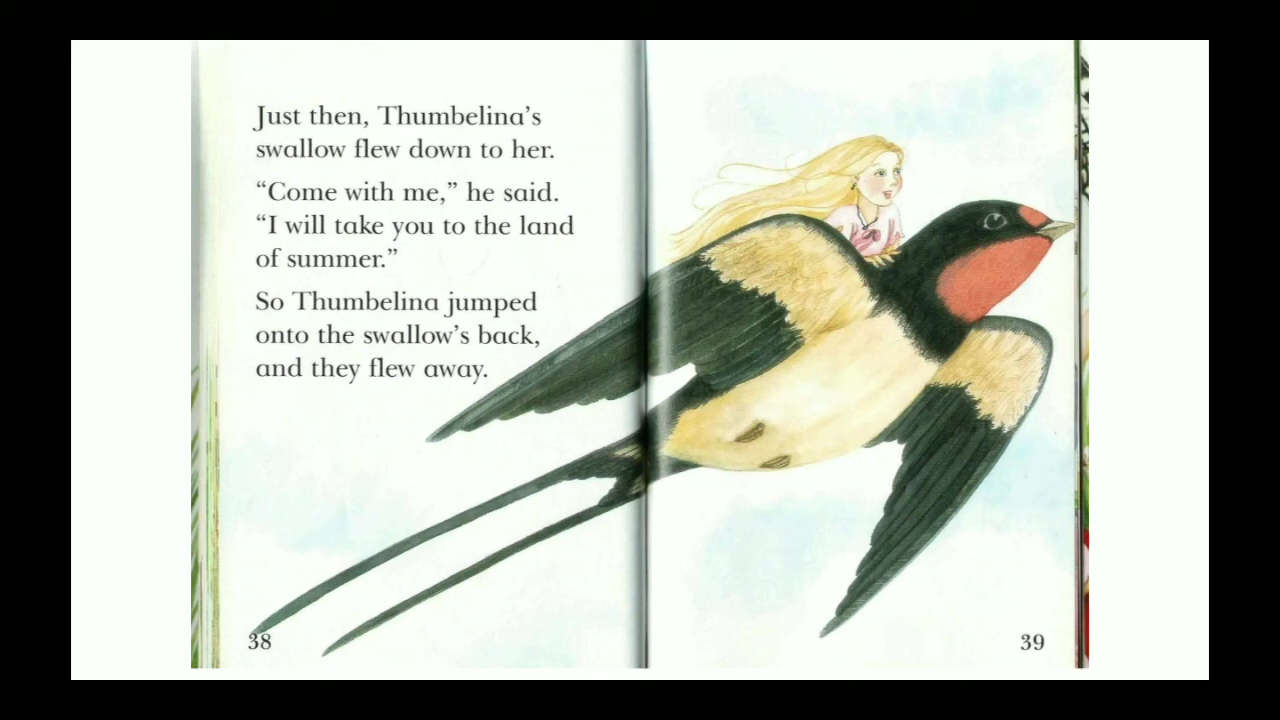 Just then, Thumbelina’s
swallow flew down to her.
“Come with me,” he said.
“I will take you to the land
of summer.”
So Thumbelina jumped
onto the swallow’s back,
and they flew away.
38
39